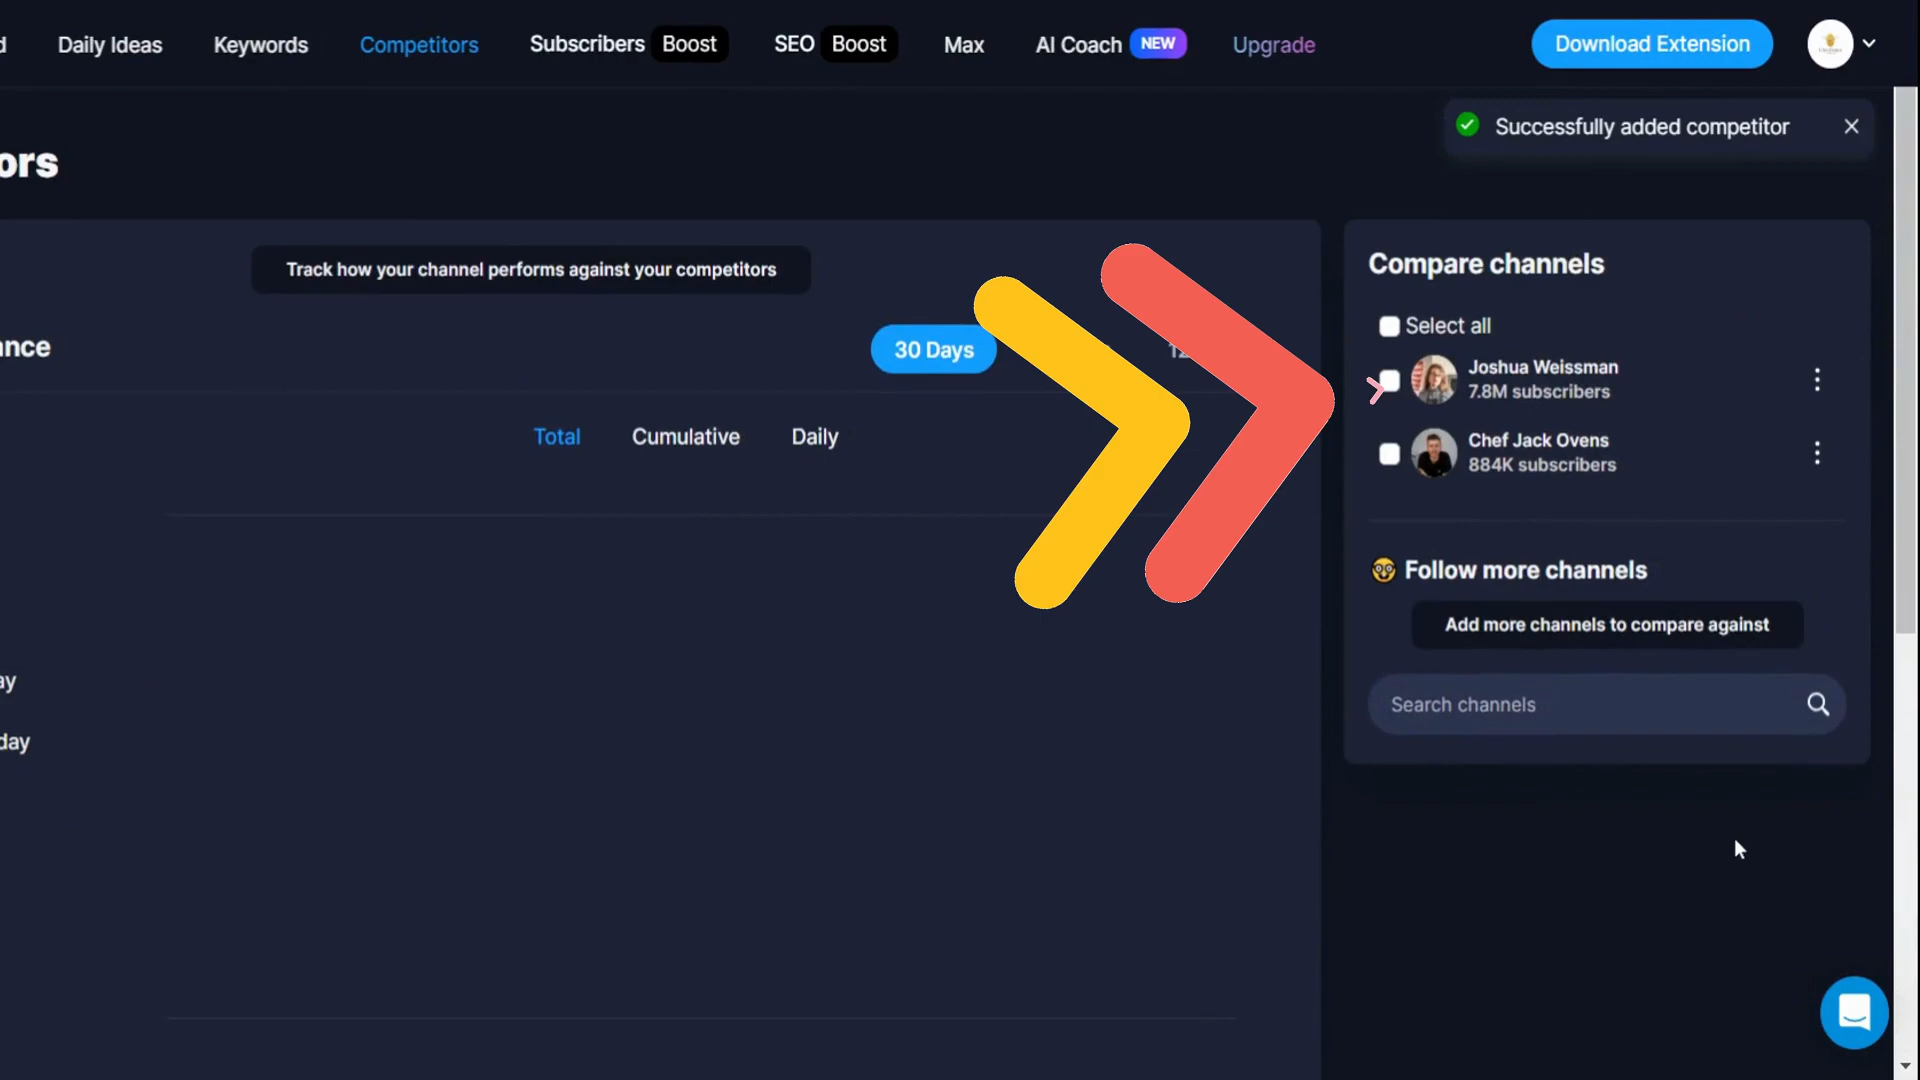 d Daily Ideas Keywords Competitors Subscribers Boost SEO Boost Max AI Coach NEW Upgrade Download Extension
Successfully added competitor
ors
Track how your channel performs against your competitors
Compare channels
ance
30 Days
Select all
Joshua Weissman
7.8M subscribers
Total Cumulative Daily
Chef Jack Ovens
884K subscribers
Follow more channels
Add more channels to compare against
ay
Search channels
day